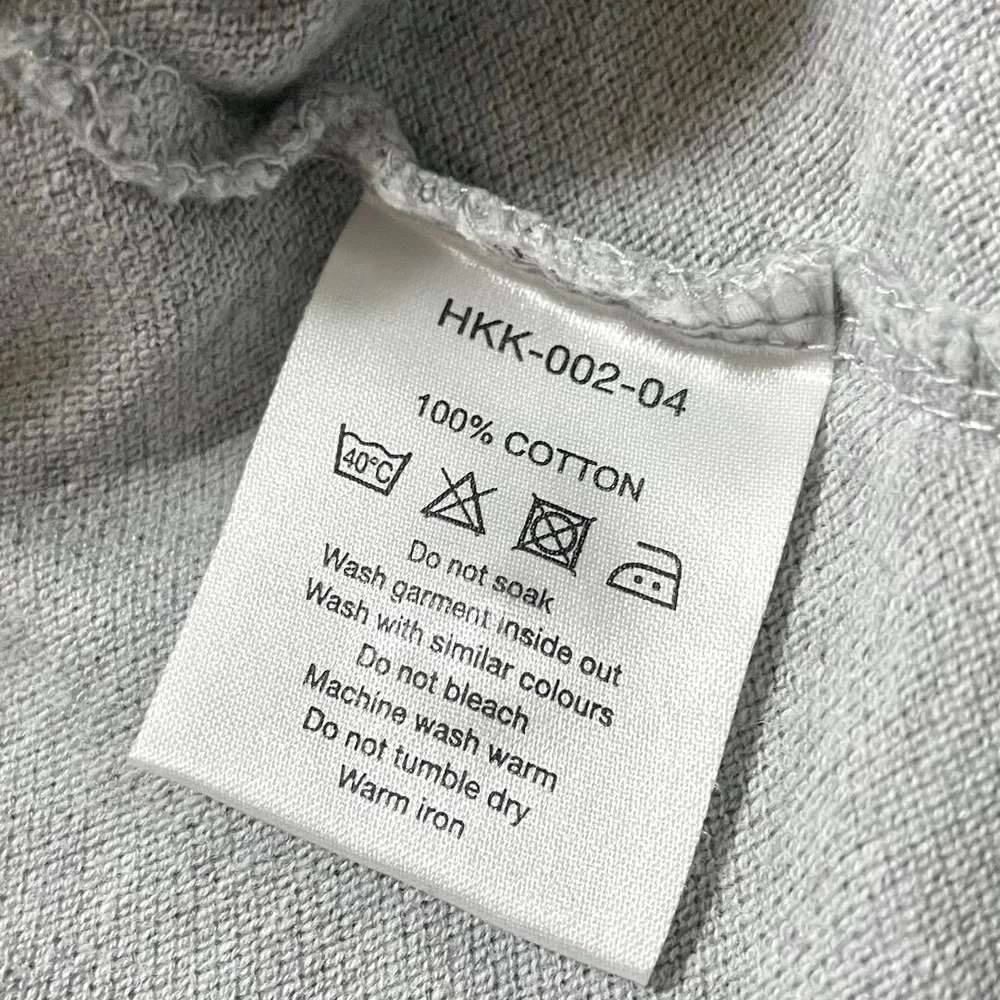 HKK-002-04
100% COTTON
40°C
Do not soak
Wash garment inside out
Wash with similar colours
Do not bleach
Machine wash warm
Do not tumble dry
Warm iron